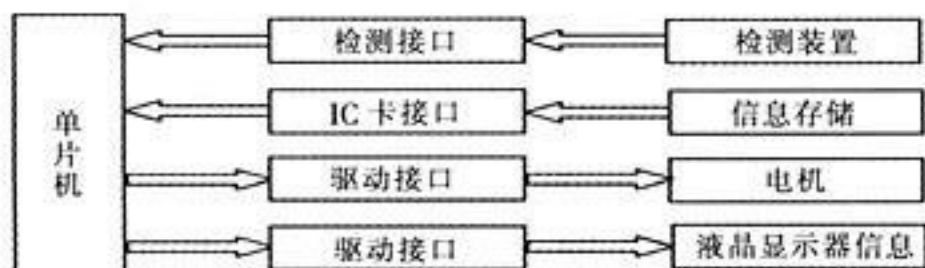 检测接口
检测装置
单片机
IC卡接口
信息存储
驱动接口
电机
驱动接口
液晶显示器信息